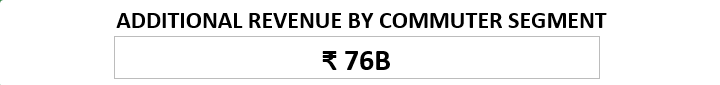 ADDITIONAL REVENUE BY COMMUTER SEGMENT
₹ 76B